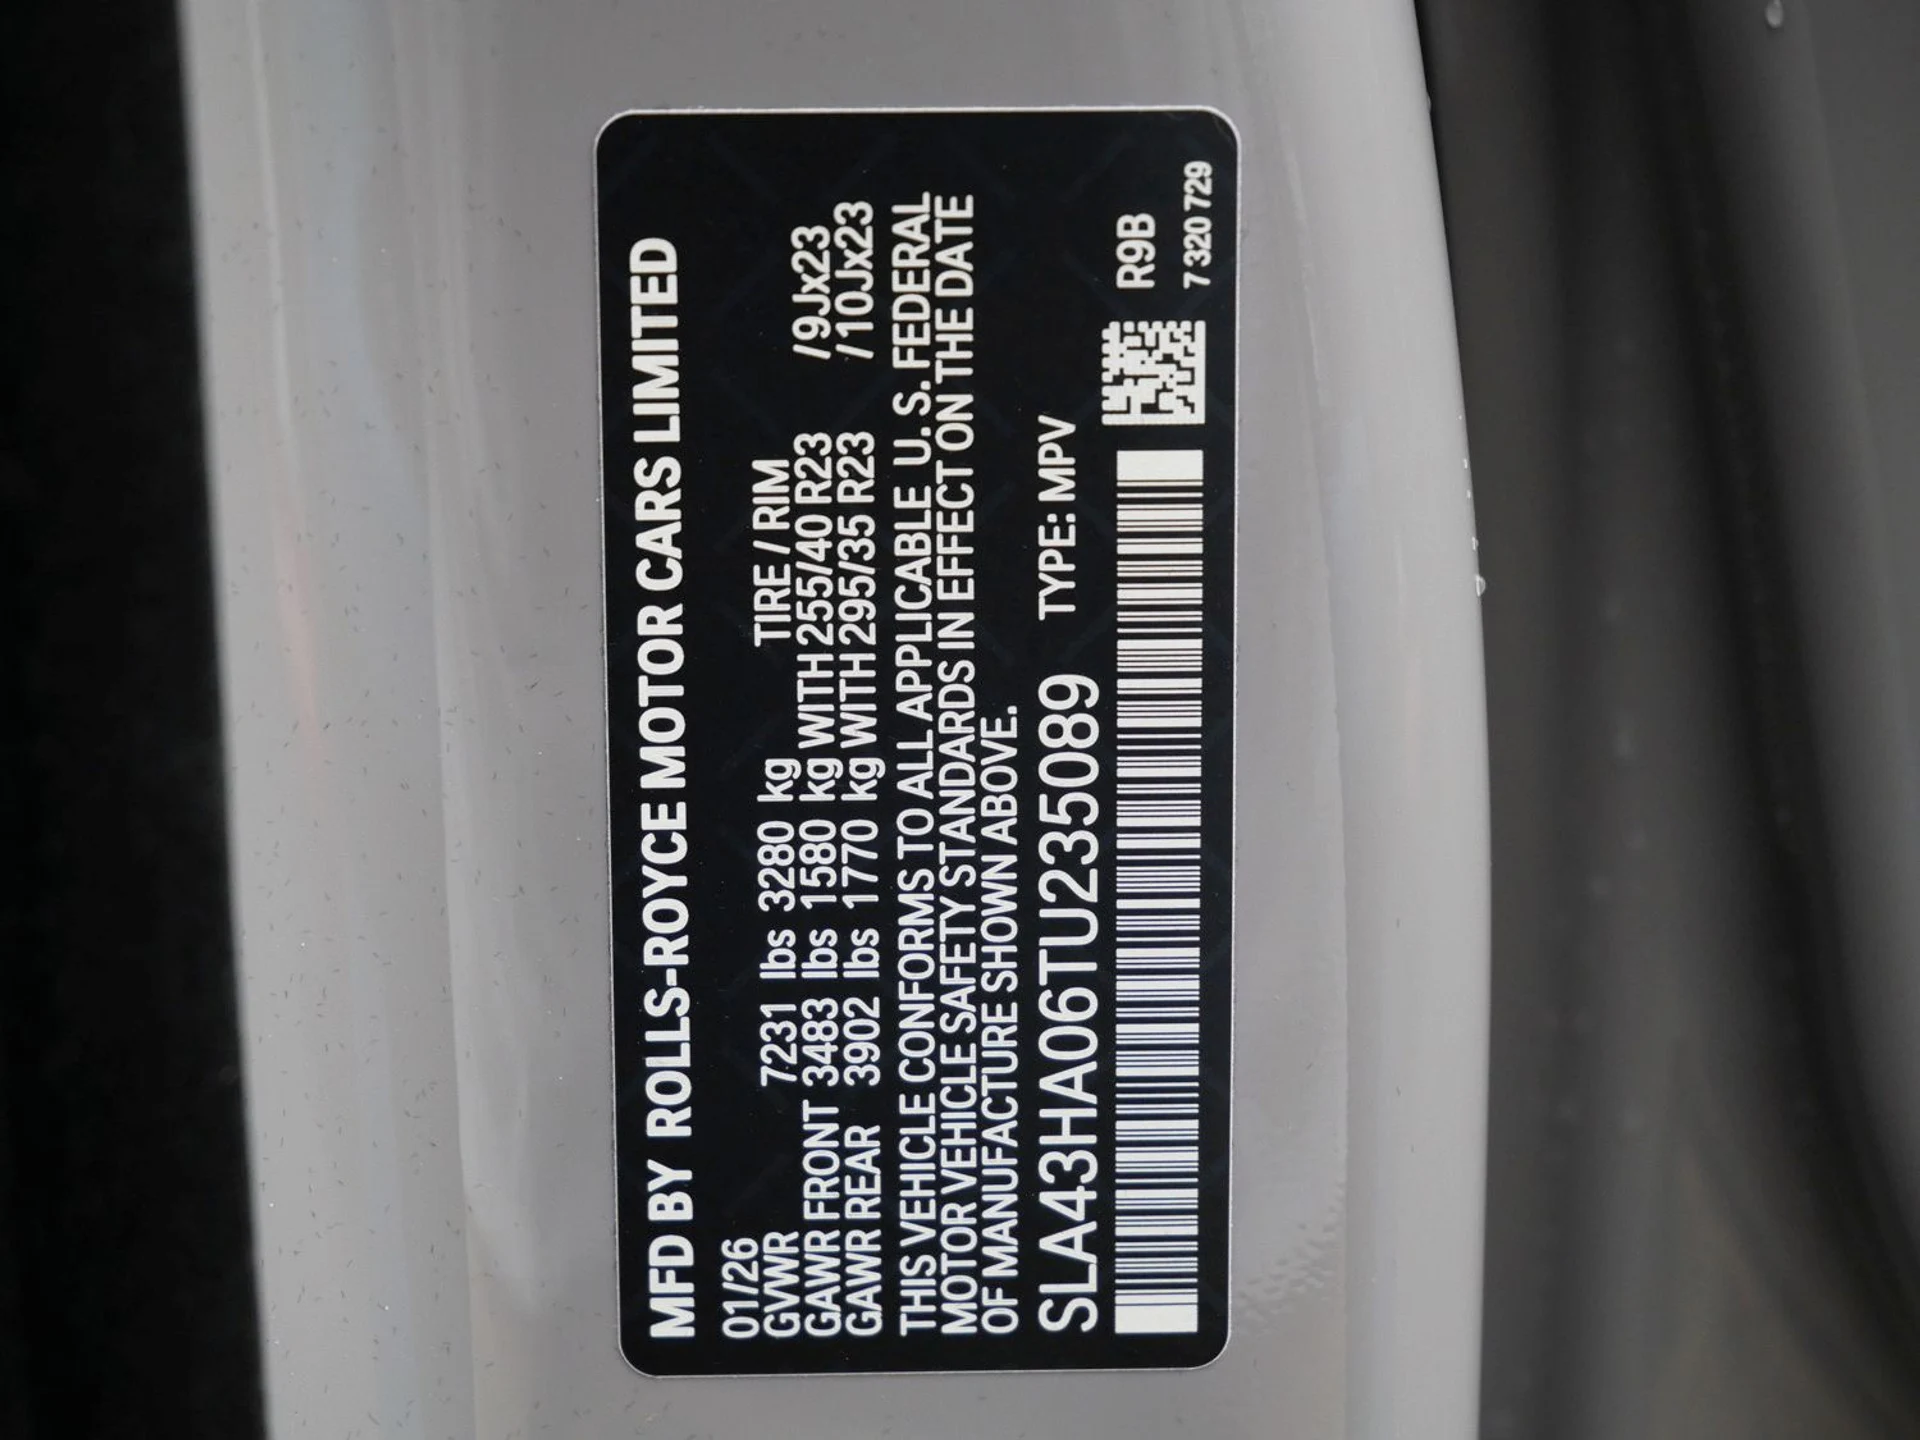 MFD BY ROLLS-ROYCE MOTOR CARS LIMITED
01/26 TIRE / RIM
GVWR 7231 lbs 3280 kg
GAWR FRONT 3483 lbs 1580 kg WITH 255/40 R23 /9Jx23
GAWR REAR 3902 lbs 1770 kg WITH 295/35 R23 /10Jx23
THIS VEHICLE CONFORMS TO ALL APPLICABLE U. S. FEDERAL
MOTOR VEHICLE SAFETY STANDARDS IN EFFECT ON THE DATE
OF MANUFACTURE SHOWN ABOVE.
SLA43HA06TU235089 TYPE: MPV
R9B
7 320 729